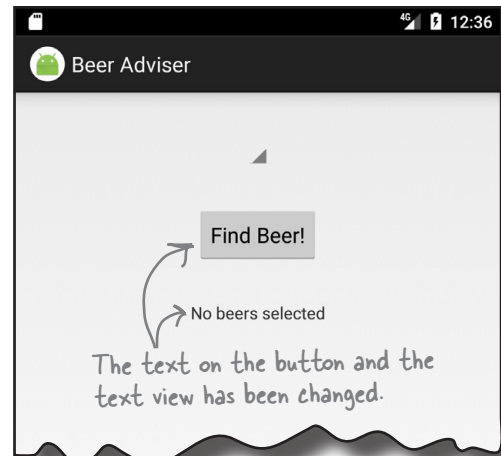 4G 12:36
Beer Adviser
Find Beer!
No beers selected
The text on the button and the
text view has been changed.